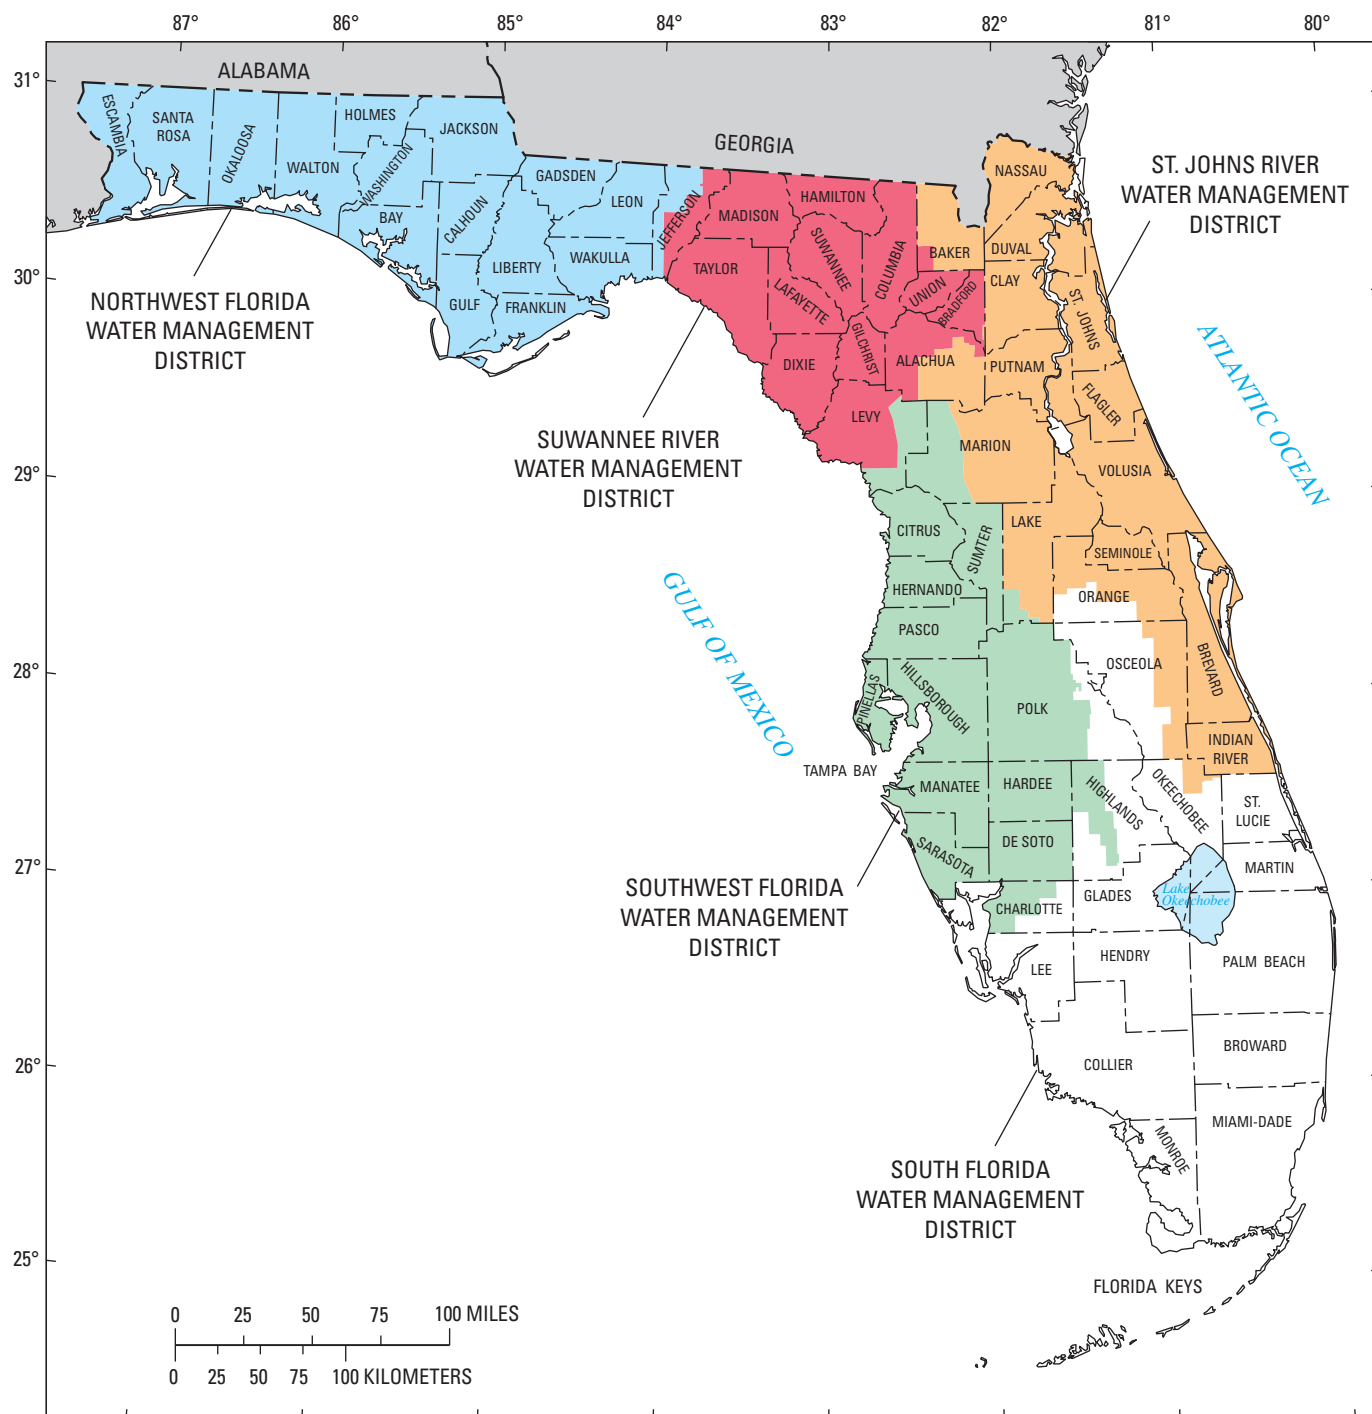 87° 86° 85° 84° 83° 82° 81° 80°
31°
30°
29°
28°
27°
26°
25°
ALABAMA
GEORGIA
ESCAMBIA
SANTA
ROSA
OKALOOSA
WALTON
HOLMES
WASHINGTON
JACKSON
BAY
CALHOUN
GULF
LIBERTY
GADSDEN
LEON
WAKULLA
FRANKLIN
JEFFERSON
MADISON
HAMILTON
TAYLOR
SUWANNEE
COLUMBIA
LAFAYETTE
DIXIE
GILCHRIST
UNION
BRADFORD
ALACHUA
LEVY
BAKER
NASSAU
DUVAL
CLAY
ST. JOHNS
PUTNAM
FLAGLER
MARION
VOLUSIA
LAKE
SEMINOLE
ORANGE
BREVARD
OSCEOLA
INDIAN
RIVER
CITRUS
SUMTER
HERNANDO
PASCO
PINELLAS
HILLSBOROUGH
POLK
MANATEE
HARDEE
HIGHLANDS
OKEECHOBEE
ST.
LUCIE
SARASOTA
DE SOTO
MARTIN
CHARLOTTE
GLADES
Lake
Okeechobee
LEE
HENDRY
PALM BEACH
COLLIER
BROWARD
MONROE
MIAMI-DADE
FLORIDA KEYS
TAMPA BAY
GULF OF MEXICO
ATLANTIC OCEAN
NORTHWEST FLORIDA
WATER MANAGEMENT
DISTRICT
SUWANNEE RIVER
WATER MANAGEMENT
DISTRICT
ST. JOHNS RIVER
WATER MANAGEMENT
DISTRICT
SOUTHWEST FLORIDA
WATER MANAGEMENT
DISTRICT
SOUTH FLORIDA
WATER MANAGEMENT
DISTRICT
0 25 50 75 100 MILES
0 25 50 75 100 KILOMETERS